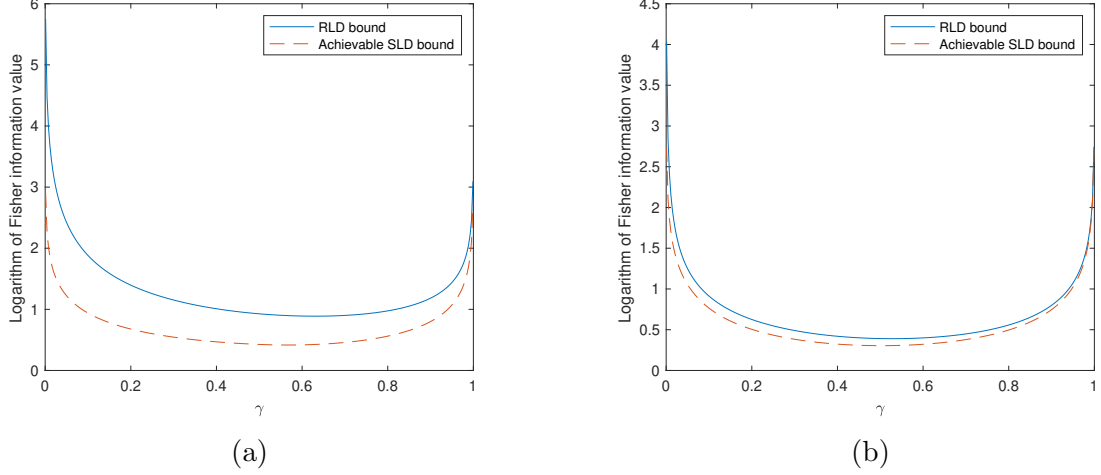 6
5
4
3
2
1
0
Logarithm of Fisher information value
RLD bound
Achievable SLD bound
0 0.2 0.4 0.6 0.8 1
γ
(a)
4.5
4
3.5
3
2.5
2
1.5
1
0.5
0
Logarithm of Fisher information value
RLD bound
Achievable SLD bound
0 0.2 0.4 0.6 0.8 1
γ
(b)